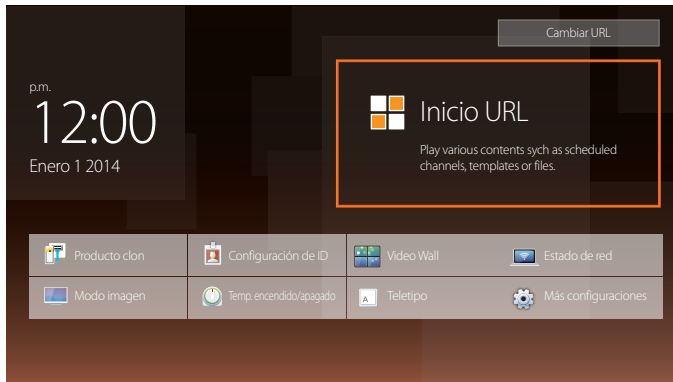 Cambiar URL
p.m.
12:00
Enero 1 2014
Inicio URL
Play various contents sych as scheduled
channels, templates or files.
Producto clon
Configuración de ID
Video Wall
Estado de red
Modo imagen
Temp. encendido/apagado
A
Teletipo
Más configuraciones